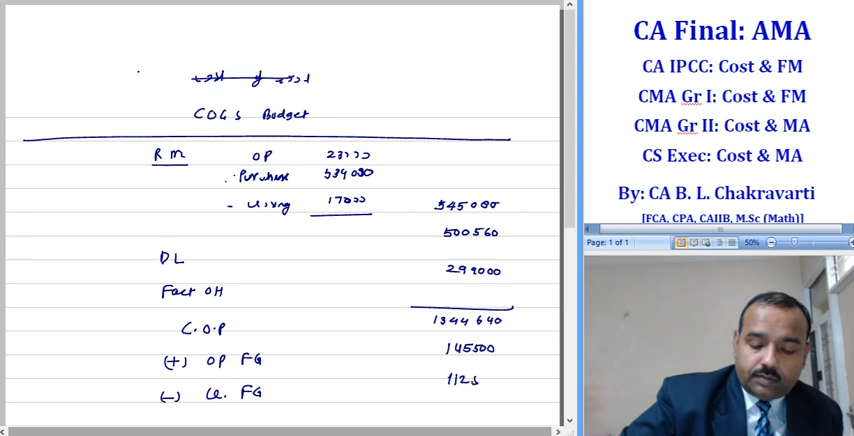 COGS Budget
RM OP 23000
Purchase 539080
- closing 17000 545080
500560
DL
299000
Fact OH
C.O.P 1344640
(+) OP FG 145500
(-) Cl. FG 1125
CA Final: AMA
CA IPCC: Cost & FM
CMA Gr I: Cost & FM
CMA Gr II: Cost & MA
CS Exec: Cost & MA
By: CA B. L. Chakravarti
[FCA, CPA, CAIIB, M.Sc (Math)]
Page: 1 of 1 50%